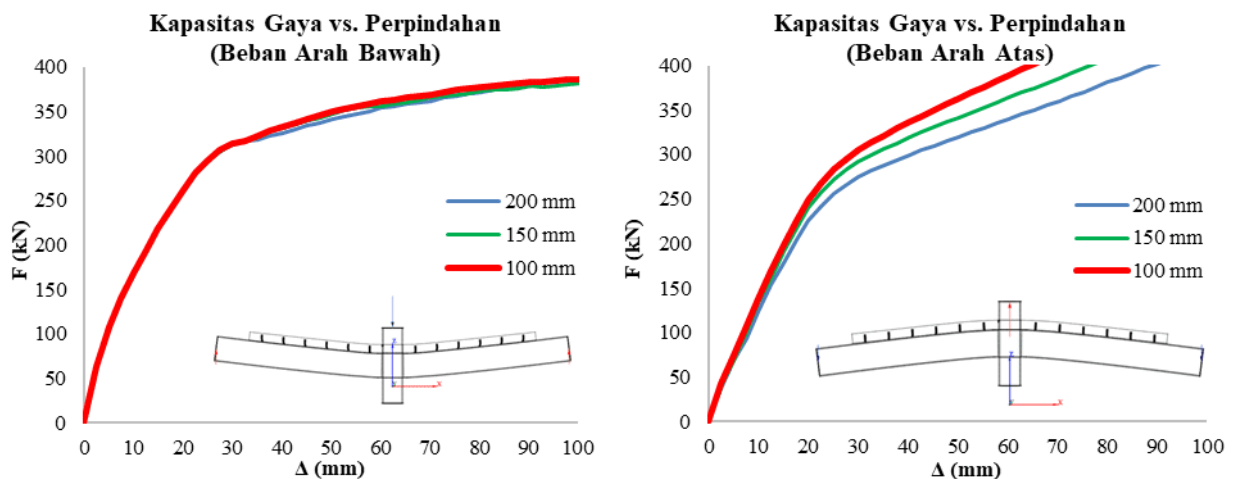 Kapasitas Gaya vs. Perpindahan
(Beban Arah Bawah)
400
350
300
250
200
150
100
50
0
F (kN)
200 mm
150 mm
100 mm
0 10 20 30 40 50 60 70 80 90 100
Δ (mm)
Kapasitas Gaya vs. Perpindahan
(Beban Arah Atas)
400
350
300
250
200
150
100
50
0
F (kN)
200 mm
150 mm
100 mm
0 10 20 30 40 50 60 70 80 90 100
Δ (mm)